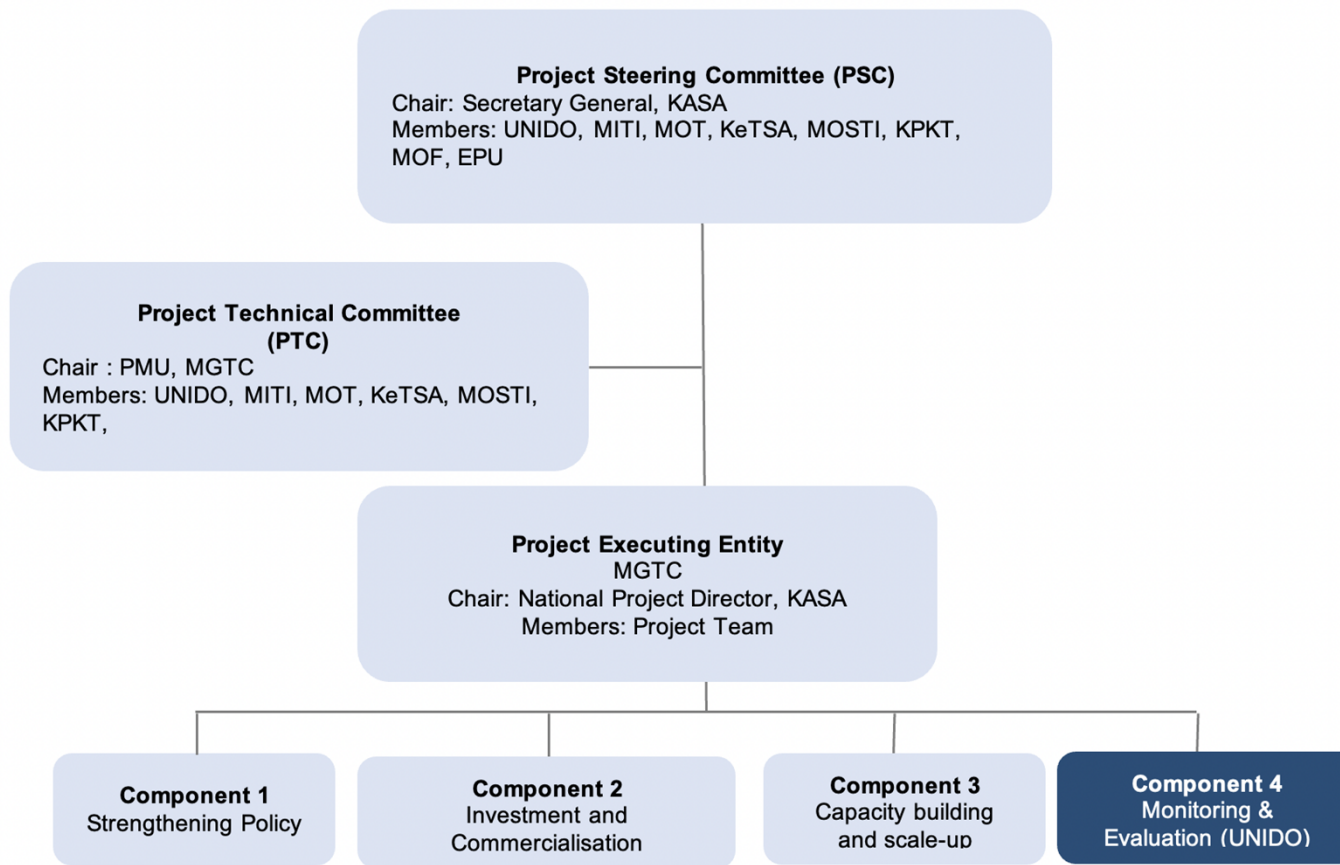 Project Steering Committee (PSC)
Chair: Secretary General, KASA
Members: UNIDO, MITI, MOT, KeTSA, MOSTI, KPKT,
MOF, EPU
Project Technical Committee
(PTC)
Chair : PMU, MGTC
Members: UNIDO, MITI, MOT, KeTSA, MOSTI,
KPKT,
Project Executing Entity
MGTC
Chair: National Project Director, KASA
Members: Project Team
Component 1
Strengthening Policy
Component 2
Investment and
Commercialisation
Component 3
Capacity building
and scale-up
Component 4
Monitoring &
Evaluation (UNIDO)